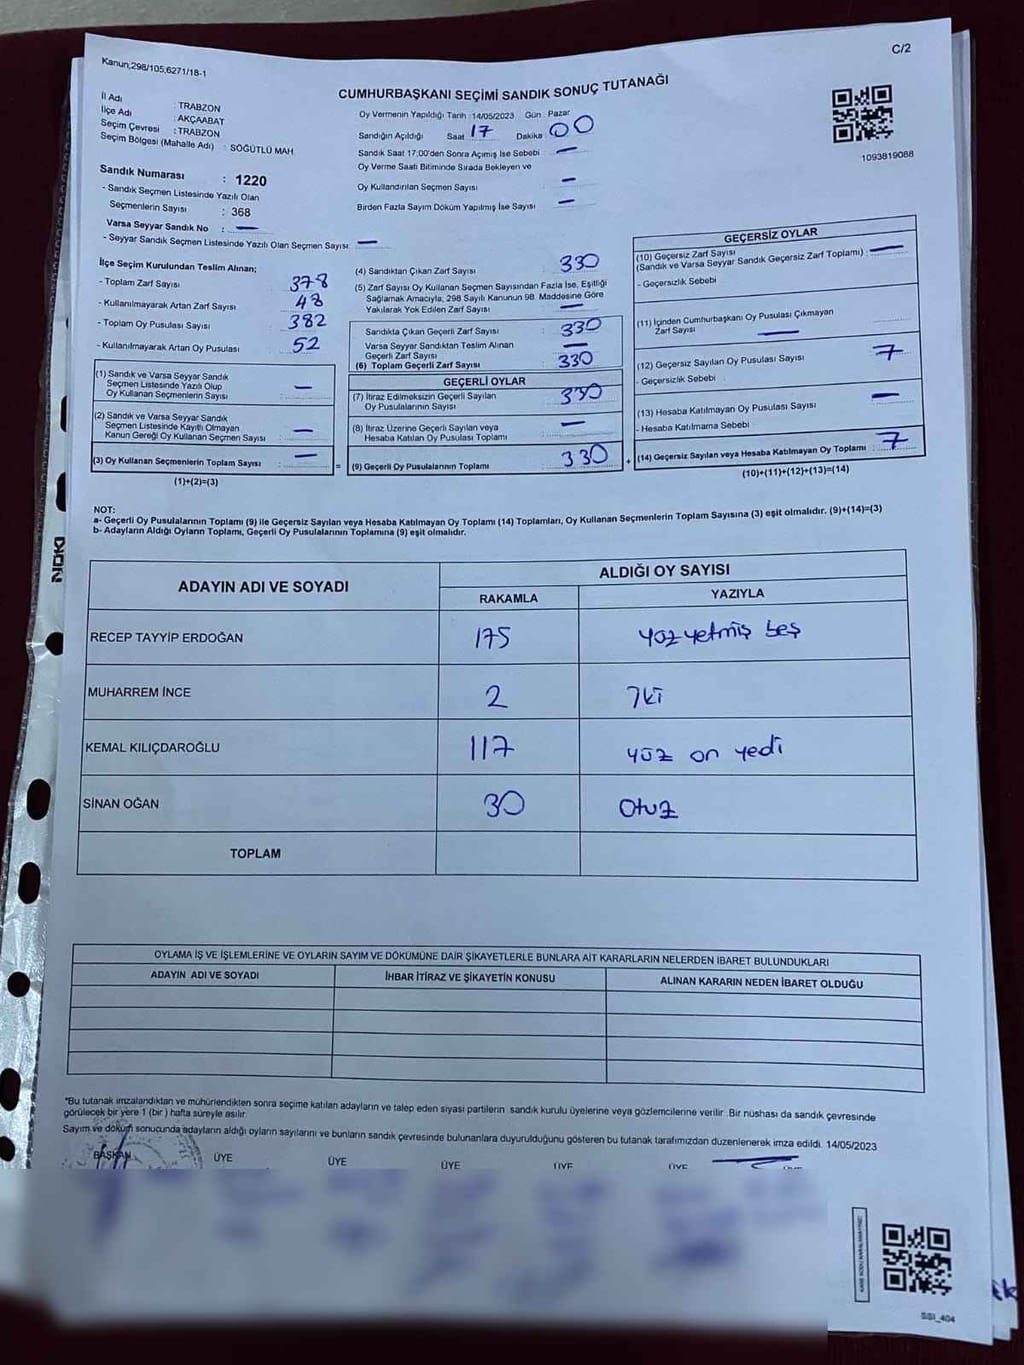 Kanun;298/105;6271/18-1
C/2
CUMHURBAŞKANI SEÇİMİ SANDIK SONUÇ TUTANAĞI
İl Adı : TRABZON
İlçe Adı : AKÇAABAT
Seçim Çevresi : TRABZON
Seçim Bölgesi (Mahalle Adı) : SÖĞÜTLÜ MAH
Sandık Numarası : 1220
- Sandık Seçmen Listesinde Yazılı Olan
Seçmenlerin Sayısı : 368
Varsa Seyyar Sandık No : —
- Seyyar Sandık Seçmen Listesinde Yazılı Olan Seçmen Sayısı: —
Oy Vermenin Yapıldığı Tarih : 14/05/2023 Gün : Pazar
Sandığın Açıldığı Saat 17 Dakika 00
Sandık Saat 17:00'den Sonra Açımış İse Sebebi : —
Oy Verme Saati Bitiminde Sırada Bekleyen ve
Oy Kullandırılan Seçmen Sayısı : —
Birden Fazla Sayım Döküm Yapılmış İse Sayısı : —
1093819088
İlçe Seçim Kurulundan Teslim Alınan;
- Toplam Zarf Sayısı : 378
- Kullanılmayarak Artan Zarf Sayısı : 48
- Toplam Oy Pusulası Sayısı : 382
- Kullanılmayarak Artan Oy Pusulası : 52
(1) Sandık ve Varsa Seyyar Sandık
Seçmen Listesinde Yazılı Olup
Oy Kullanan Seçmenlerin Sayısı : —
(2) Sandık ve Varsa Seyyar Sandık
Seçmen Listesinde Kayıtlı Olmayan
Kanun Gereği Oy Kullanan Seçmen Sayısı : —
(3) Oy Kullanan Seçmenlerin Toplam Sayısı : —
(1)+(2)=(3)
=
(4) Sandıktan Çıkan Zarf Sayısı : 330
(5) Zarf Sayısı Oy Kullanan Seçmen Sayısından Fazla İse, Eşitliği
Sağlamak Amacıyla, 298 Sayılı Kanunun 98. Maddesine Göre
Yakılarak Yok Edilen Zarf Sayısı : —
Sandıkta Çıkan Geçerli Zarf Sayısı : 330
Varsa Seyyar Sandıktan Teslim Alınan
Geçerli Zarf Sayısı : —
(6) Toplam Geçerli Zarf Sayısı : 330
GEÇERLİ OYLAR
(7) İtiraz Edilmeksizin Geçerli Sayılan
Oy Pusulalarının Sayısı : 330
(8) İtiraz Üzerine Geçerli Sayılan veya
Hesaba Katılan Oy Pusulası Toplamı : —
(9) Geçerli Oy Pusulalarının Toplamı : 330
+
GEÇERSİZ OYLAR
(10) Geçersiz Zarf Sayısı
(Sandık ve Varsa Seyyar Sandık Geçersiz Zarf Toplamı) : —
- Geçersizlik Sebebi :
(11) İçinden Cumhurbaşkanı Oy Pusulası Çıkmayan
Zarf Sayısı : —
(12) Geçersiz Sayılan Oy Pusulası Sayısı : 7
- Geçersizlik Sebebi :
(13) Hesaba Katılmayan Oy Pusulası Sayısı : —
- Hesaba Katılmama Sebebi :
(14) Geçersiz Sayılan veya Hesaba Katılmayan Oy Toplamı : 7
(10)+(11)+(12)+(13)=(14)
NOT:
a- Geçerli Oy Pusulalarının Toplamı (9) ile Geçersiz Sayılan veya Hesaba Katılmayan Oy Toplamı (14) Toplamları, Oy Kullanan Seçmenlerin Toplam Sayısına (3) eşit olmalıdır. (9)+(14)=(3)
b- Adayların Aldığı Oyların Toplamı, Geçerli Oy Pusulalarının Toplamına (9) eşit olmalıdır.
NOKI
ADAYIN ADI VE SOYADI
ALDIĞI OY SAYISI
RAKAMLA YAZIYLA
RECEP TAYYİP ERDOĞAN 175 yüz yetmiş beş
MUHARREM İNCE 2 İki
KEMAL KILIÇDAROĞLU 117 yüz on yedi
SİNAN OĞAN 30 Otuz
TOPLAM
OYLAMA İŞ VE İŞLEMLERİNE VE OYLARIN SAYIM VE DÖKÜMÜNE DAİR ŞİKAYETLERLE BUNLARA AİT KARARLARIN NELERDEN İBARET BULUNDUKLARI
ADAYIN ADI VE SOYADI İHBAR İTİRAZ VE ŞİKAYETİN KONUSU ALINAN KARARIN NEDEN İBARET OLDUĞU
*Bu tutanak imzalandıktan ve mühürlendikten sonra seçime katılan adayların ve talep eden siyasi partilerin sandık kurulu üyelerine veya gözlemcilerine verilir. Bir nüshası da sandık çevresinde
görülecek bir yere 1 (bir) hafta süreyle asılır.
Sayım ve döküm sonucunda adayların aldığı oyların sayılarını ve bunların sandık çevresinde bulunanlara duyurulduğunu gösteren bu tutanak tarafımızdan düzenlenerek imza edildi. 14/05/2023
BAŞKAN ÜYE ÜYE ÜYE ÜYE ÜYE
SSI_404